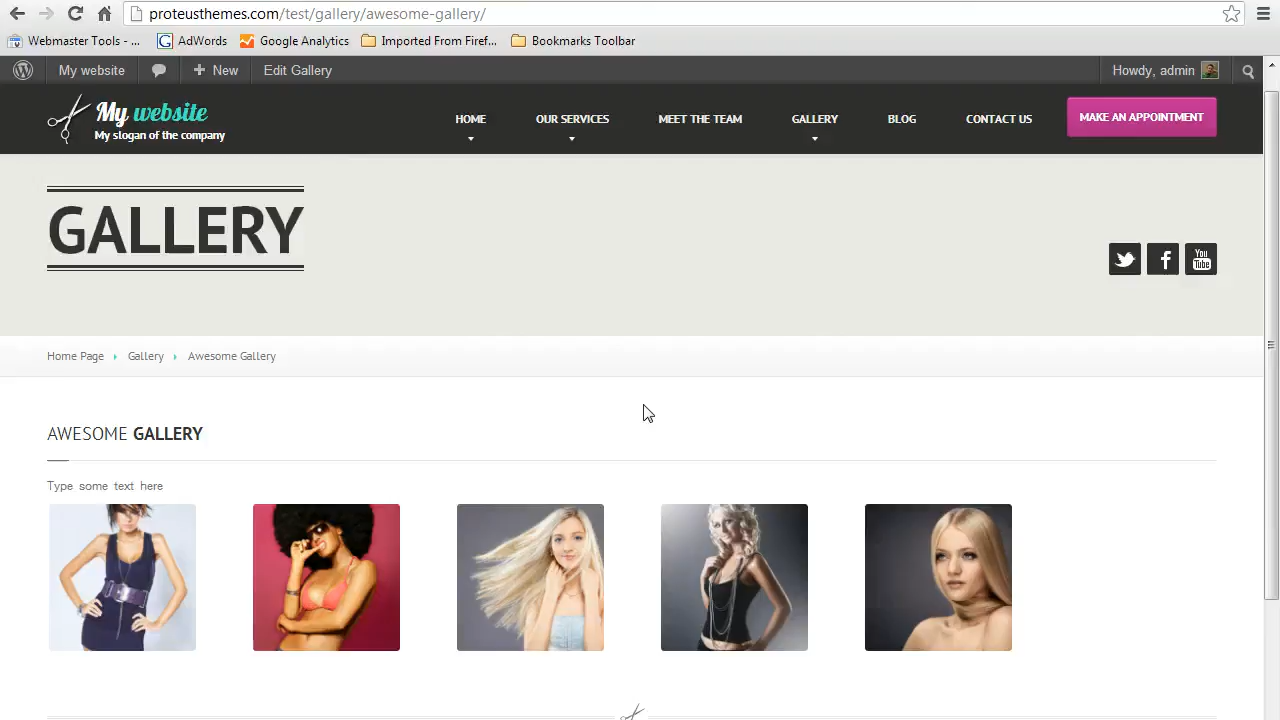 proteusthemes.com/test/gallery/awesome-gallery/
Webmaster Tools - ... AdWords Google Analytics Imported From Firef... Bookmarks Toolbar
My website New Edit Gallery Howdy, admin
My website
My slogan of the company
HOME OUR SERVICES MEET THE TEAM GALLERY BLOG CONTACT US MAKE AN APPOINTMENT
GALLERY
You Tube
Home Page Gallery Awesome Gallery
AWESOME GALLERY
Type some text here